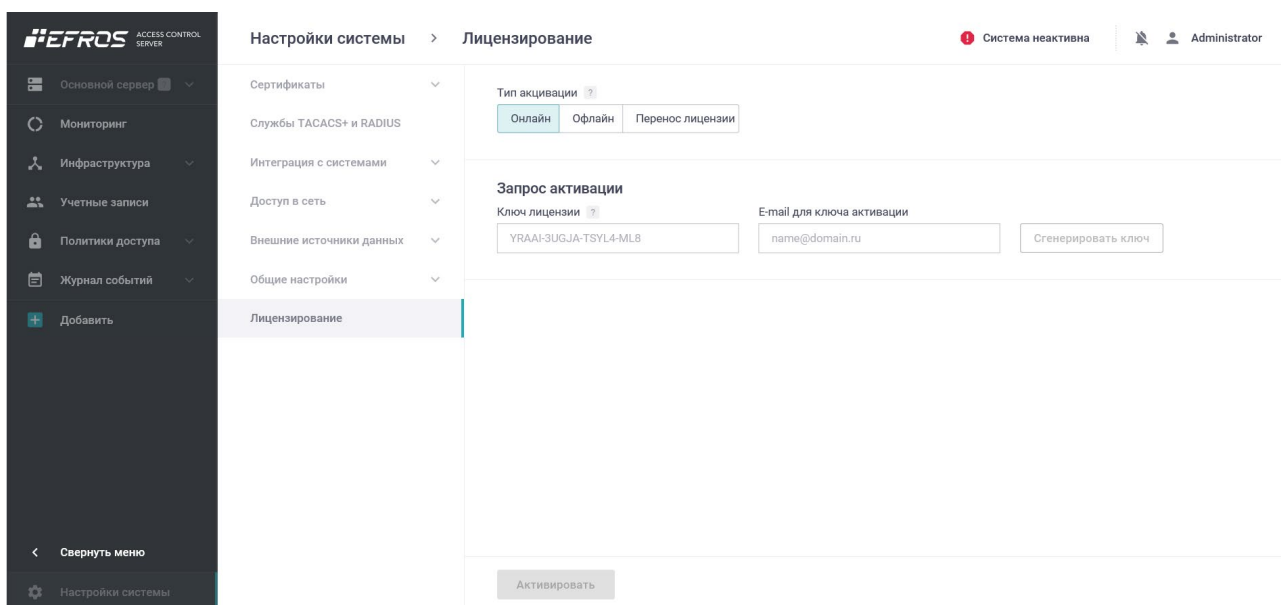 EFROS ACCESS CONTROL SERVER
Настройки системы > Лицензирование
Система неактивна
Administrator
Основной сервер
Мониторинг
Инфраструктура
Учетные записи
Политики доступа
Журнал событий
Добавить
Свернуть меню
Настройки системы
Сертификаты
Службы TACACS+ и RADIUS
Интеграция с системами
Доступ в сеть
Внешние источники данных
Общие настройки
Лицензирование
Тип акцивации ?
Онлайн Офлайн Перенос лицензии
Запрос активации
Ключ лицензии ? E-mail для ключа активации
YRAAI-3UGJA-TSYL4-ML8 name@domain.ru Сгенерировать ключ
Активировать